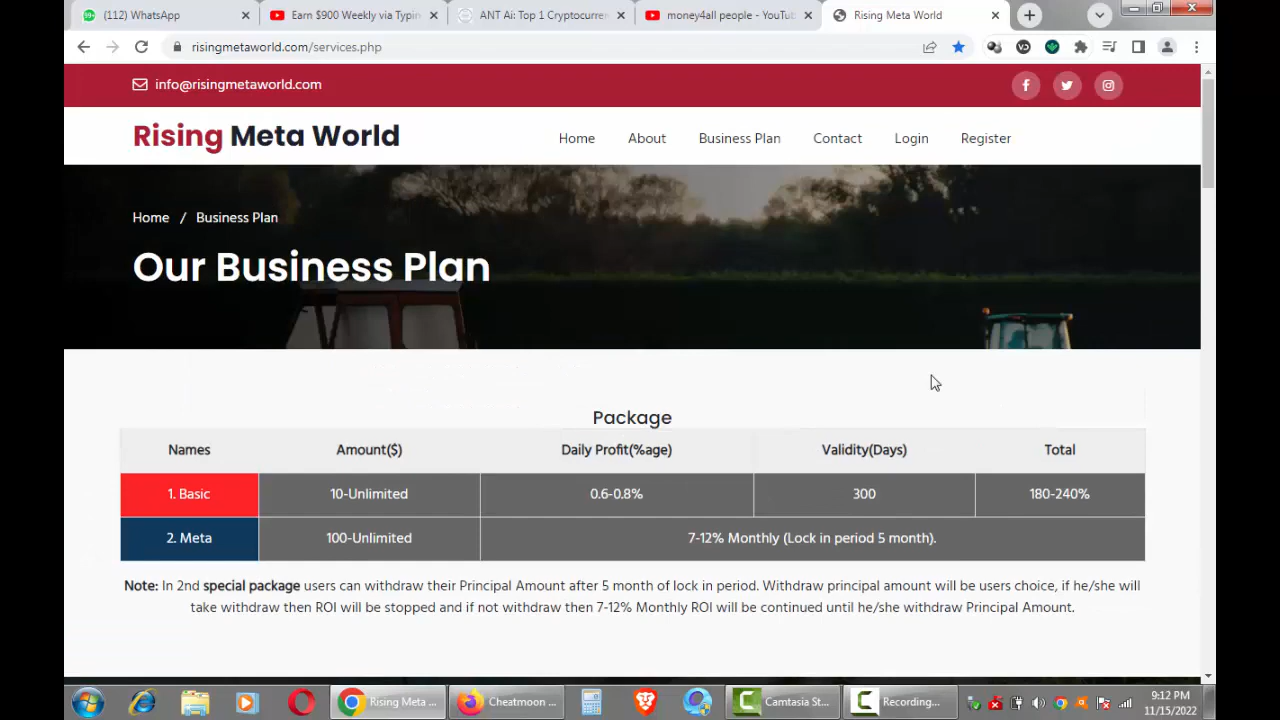 (112) WhatsApp
Earn $900 Weekly via Typin
ANT Ai: Top 1 Cryptocurren
money4all people - YouTub
Rising Meta World
risingmetaworld.com/services.php
info@risingmetaworld.com
Rising Meta World
Home
About
Business Plan
Contact
Login
Register
Home / Business Plan
Our Business Plan
Package
Names Amount($) Daily Profit(%age) Validity(Days) Total
1. Basic 10-Unlimited 0.6-0.8% 300 180-240%
2. Meta 100-Unlimited 7-12% Monthly (Lock in period 5 month).
Note: In 2nd special package users can withdraw their Principal Amount after 5 month of lock in period. Withdraw principal amount will be users choice, if he/she will
take withdraw then ROI will be stopped and if not withdraw then 7-12% Monthly ROI will be continued until he/she withdraw Principal Amount.
Rising Meta ...
Cheatmoon ...
Camtasia St...
Recording...
9:12 PM
11/15/2022